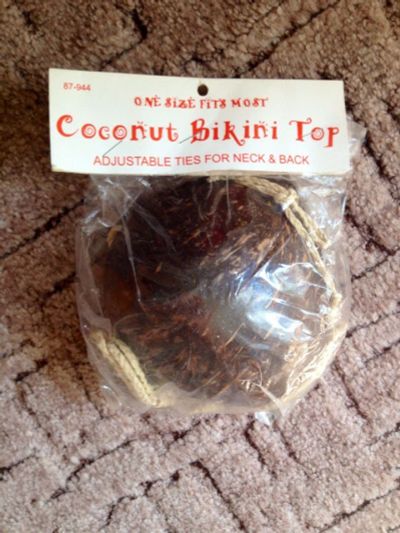 87-944
ONE SIZE FITS MOST
Coconut Bikini Top
ADJUSTABLE TIES FOR NECK & BACK